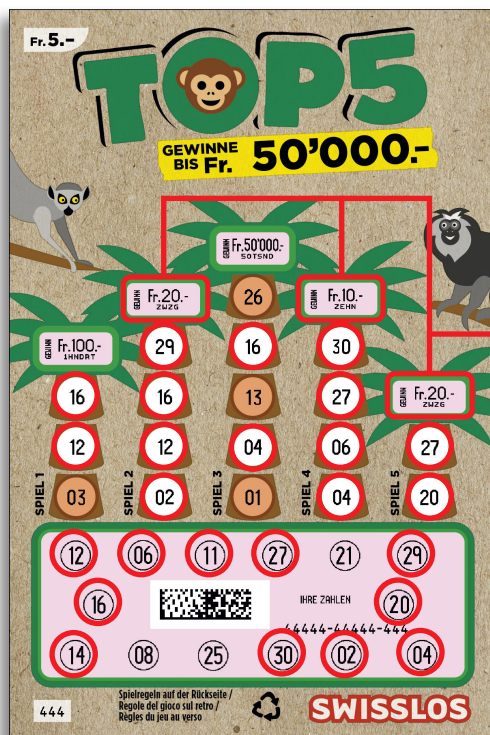 Fr. 5.–
TOP5
GEWINNE
BIS Fr. 50'000.-
GEWINN Fr.50'000.-
50TSND
GEWINN Fr.20.-
ZWZG
26
GEWINN Fr.10.-
ZEHN
GEWINN Fr.100.-
1HNDRT
29
16
30
GEWINN Fr.20.-
ZWZG
16
16
13
27
12
12
04
06
27
SPIEL 1
03
SPIEL 2
02
SPIEL 3
01
SPIEL 4
04
SPIEL 5
20
12 06 11 27 21 29
16 IHRE ZAHLEN 20
44444-44444-444
14 08 25 30 02 04
444
Spielregeln auf der Rückseite /
Regole del gioco sul retro /
Règles du jeu au verso
SWISSLOS